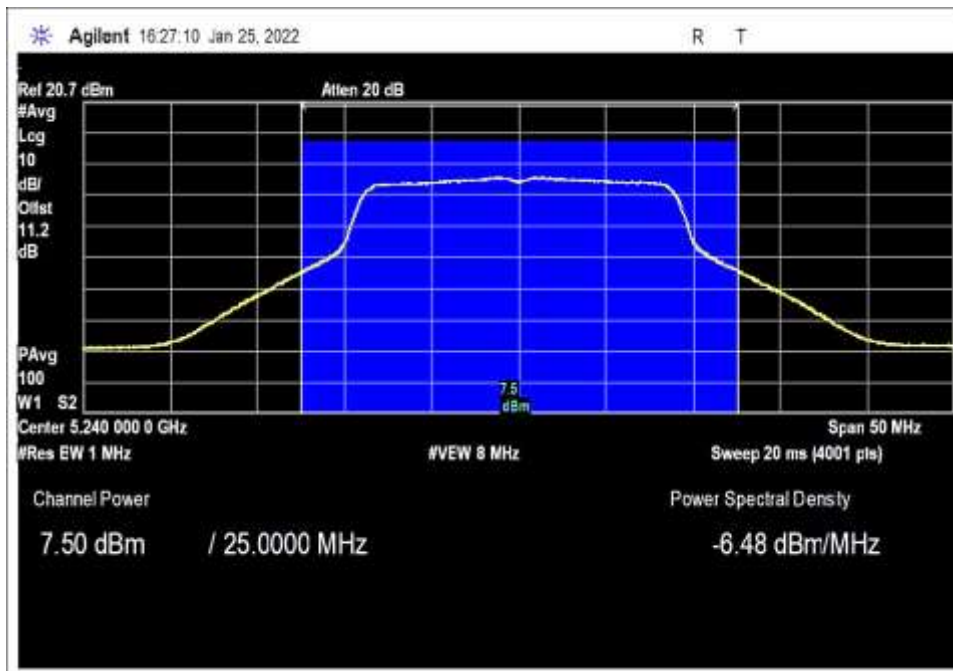 Agilent 16:27:10 Jan 25, 2022 R T
Ref 20.7 dBm Atten 20 dB
#Avg
Log
10
dB/
Offst
11.2
dB
PAvg
100
W1 S2
7.5
dBm
Center 5.240 000 0 GHz Span 50 MHz
#Res BW 1 MHz #VBW 8 MHz Sweep 20 ms (4001 pts)
Channel Power Power Spectral Density
7.50 dBm / 25.0000 MHz -6.48 dBm/MHz